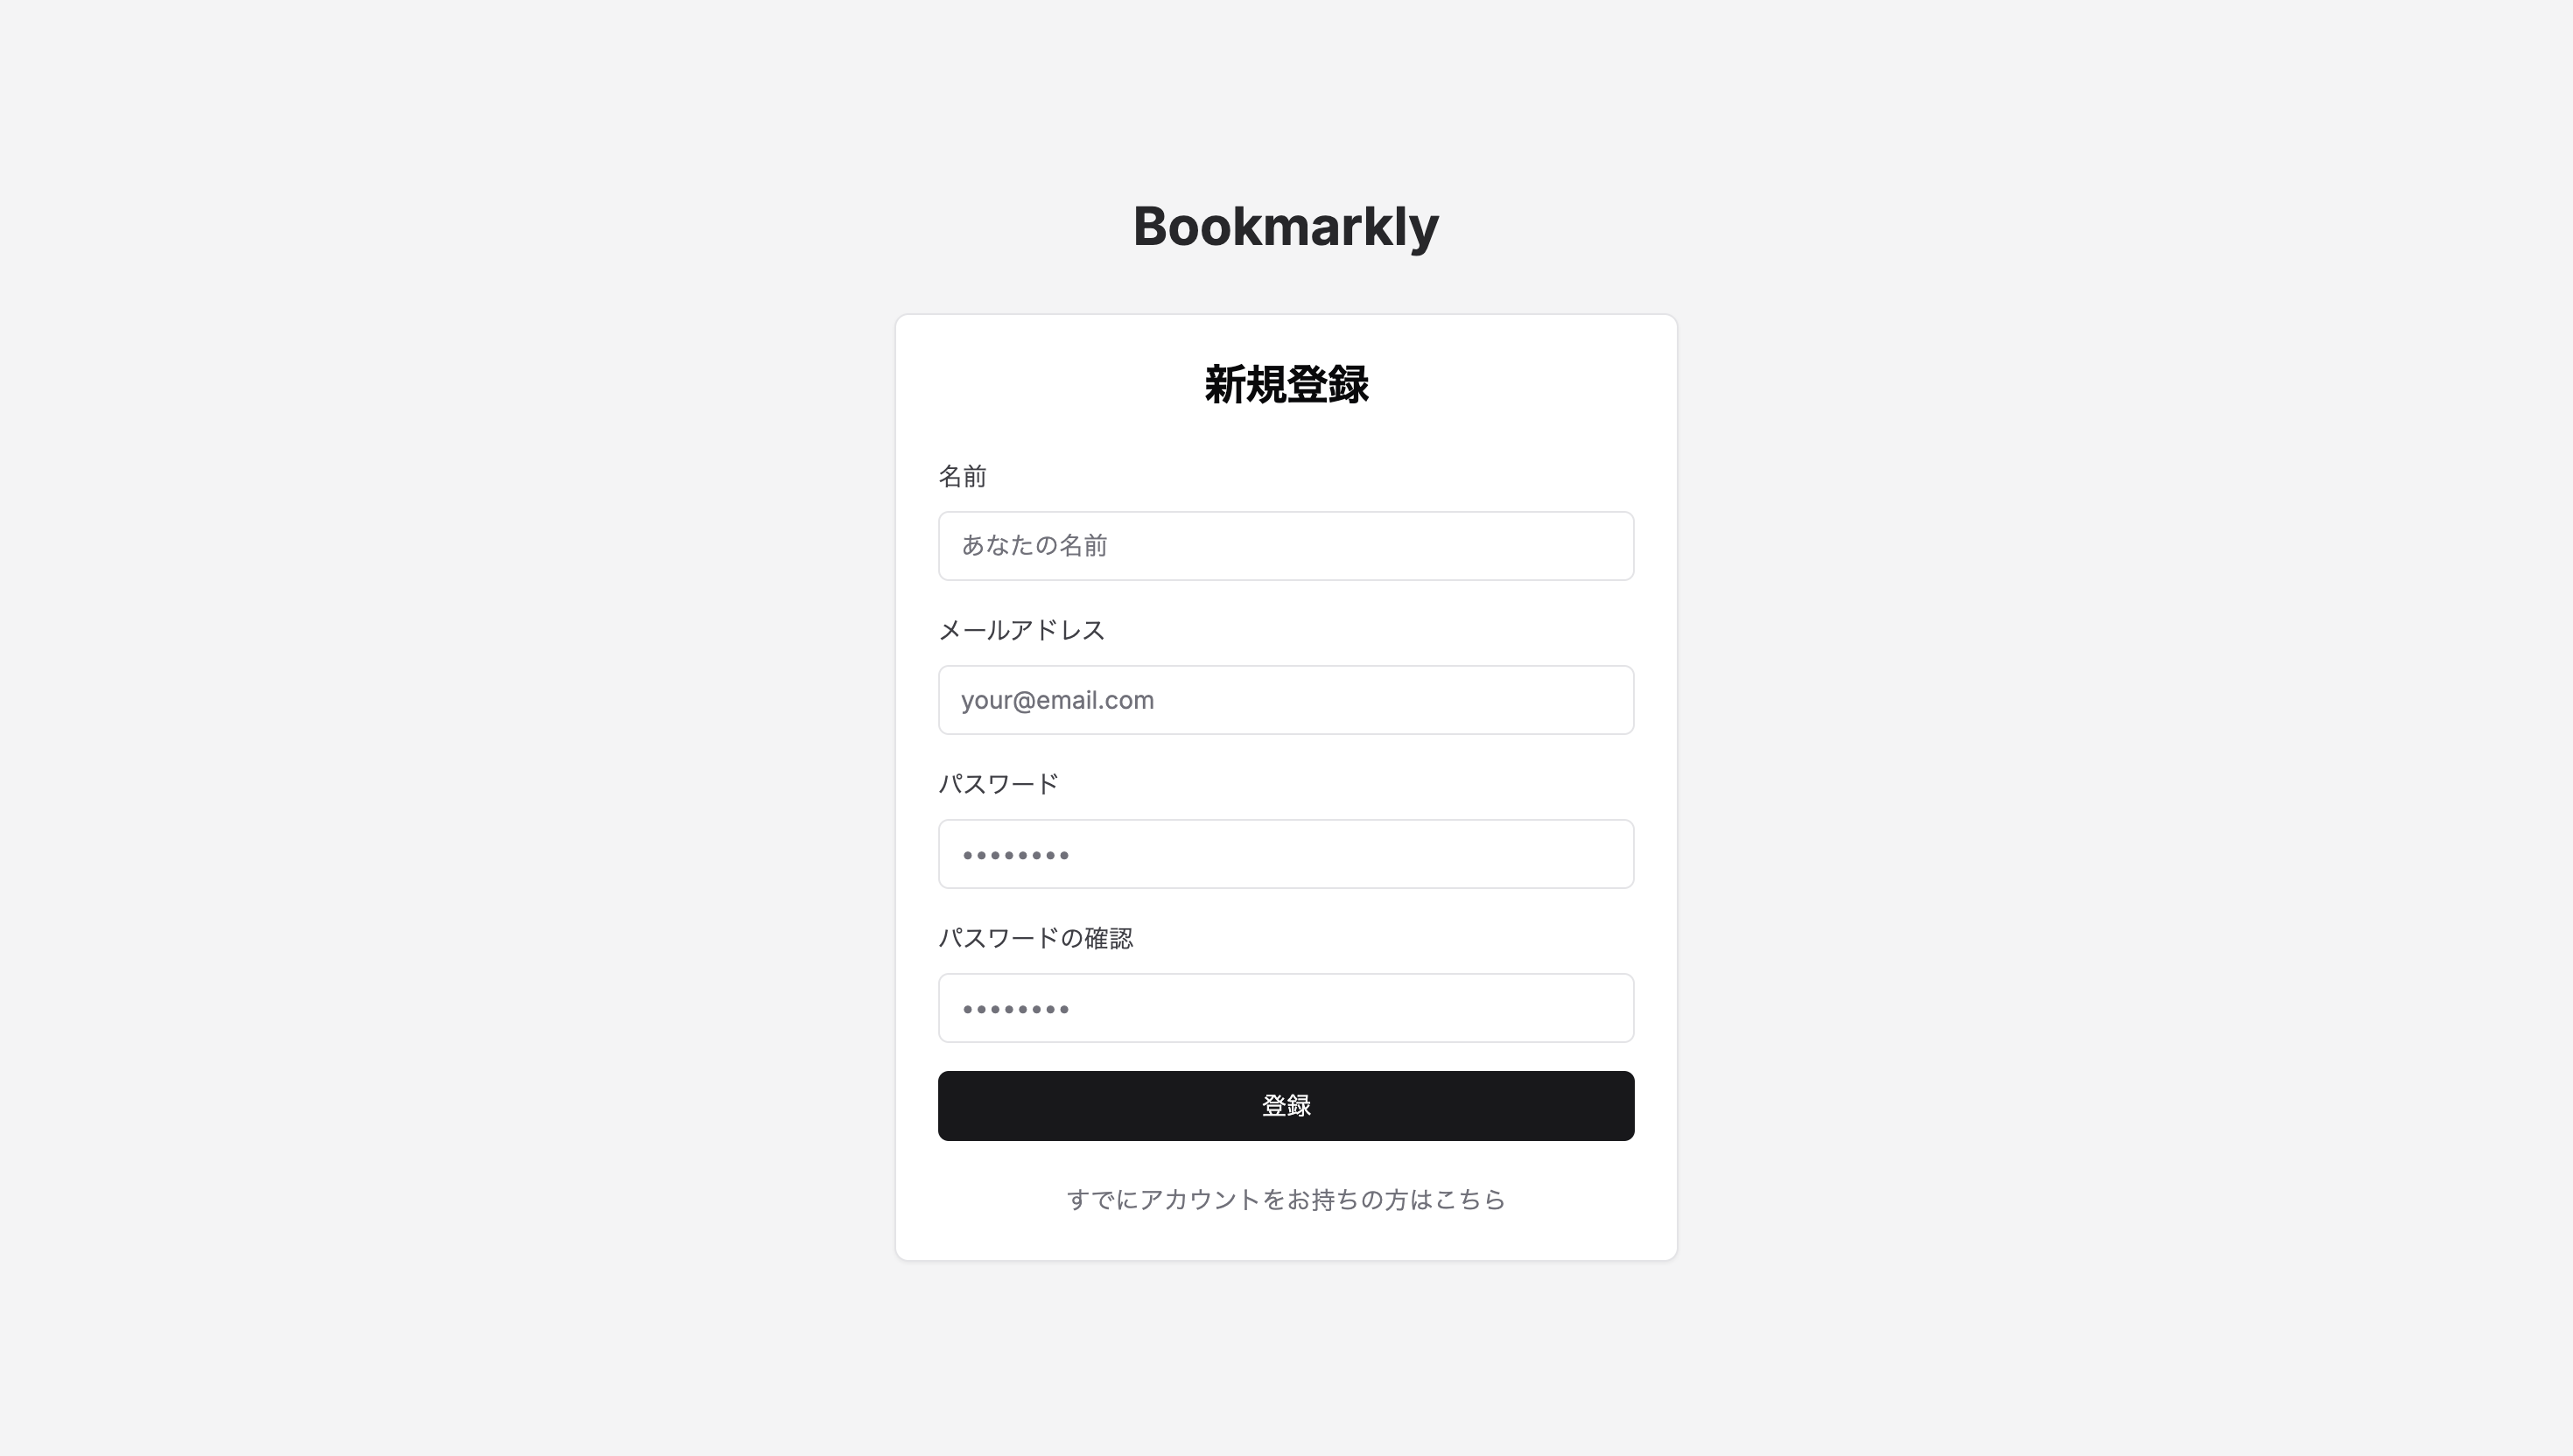 Bookmarkly
新規登録
名前
あなたの名前
メールアドレス
your@email.com
パスワード
••••••••
パスワードの確認
••••••••
登録
すでにアカウントをお持ちの方はこちら